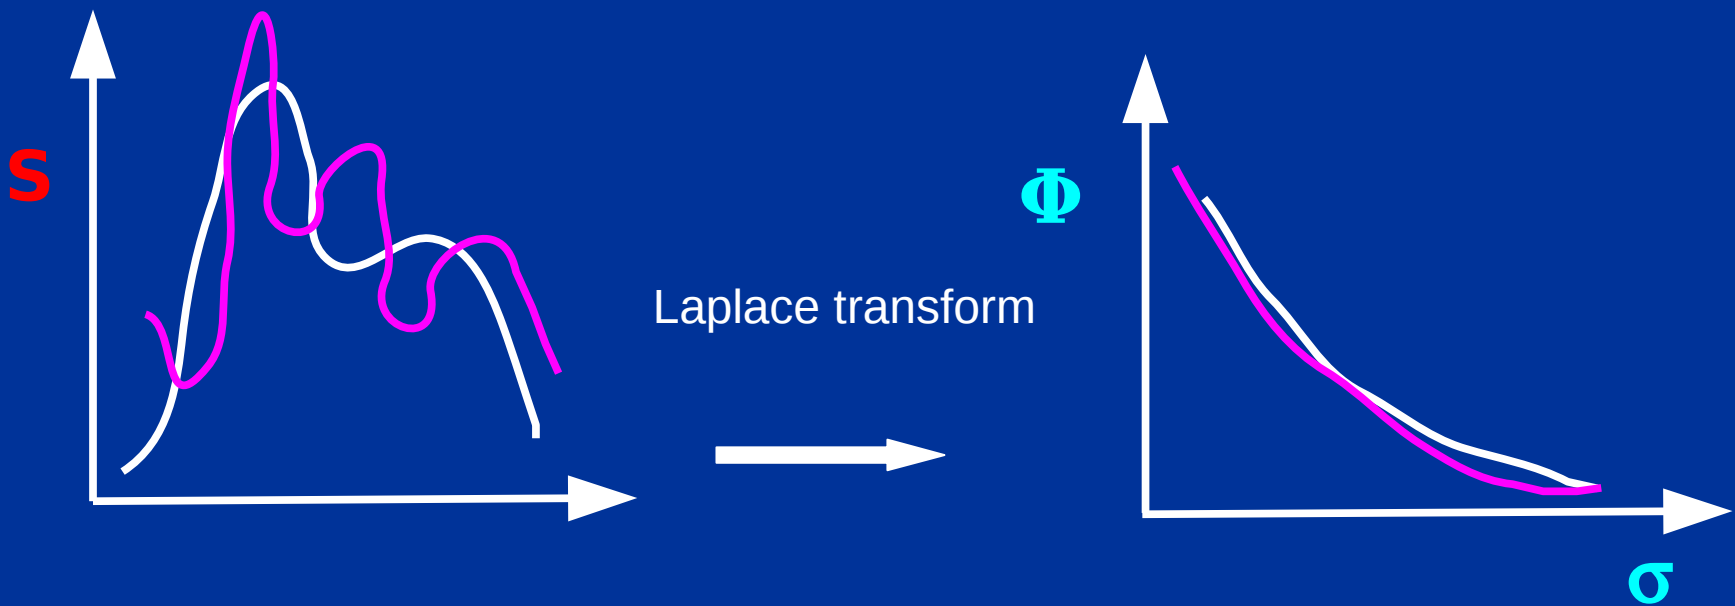 S
Laplace transform
Φ
σ